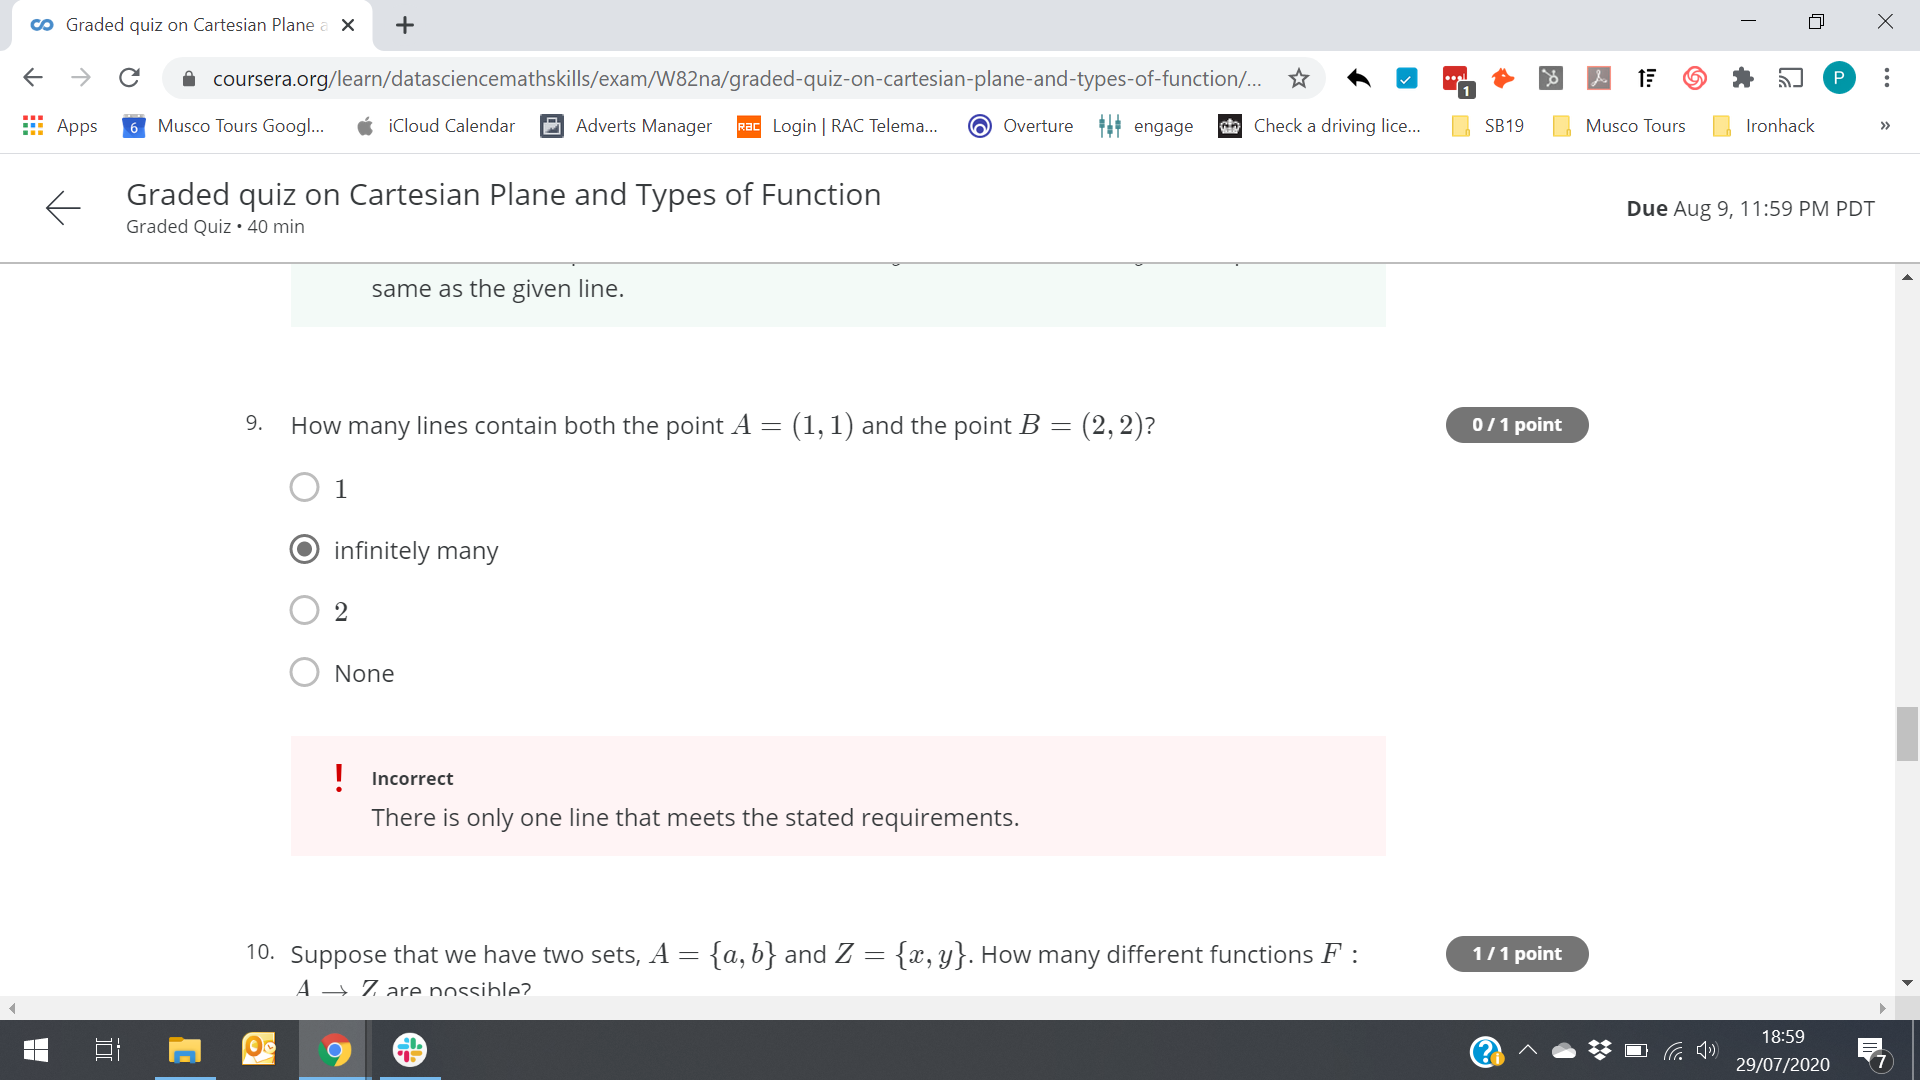 Graded quiz on Cartesian Plane a
coursera.org/learn/datasciencemathskills/exam/W82na/graded-quiz-on-cartesian-plane-and-types-of-function/...
1
P
Apps
6
Musco Tours Googl...
iCloud Calendar
Adverts Manager
RAC
Login | RAC Telema...
Overture
engage
Check a driving lice...
SB19
Musco Tours
Ironhack
»
Graded quiz on Cartesian Plane and Types of Function
Graded Quiz • 40 min
Due Aug 9, 11:59 PM PDT
same as the given line.
9. How many lines contain both the point A = (1, 1) and the point B = (2, 2)?
0 / 1 point
1
infinitely many
2
None
! Incorrect
There is only one line that meets the stated requirements.
10. Suppose that we have two sets, A = {a, b} and Z = {x, y}. How many different functions F :
A → Z are possible?
1 / 1 point
18:59
29/07/2020
7